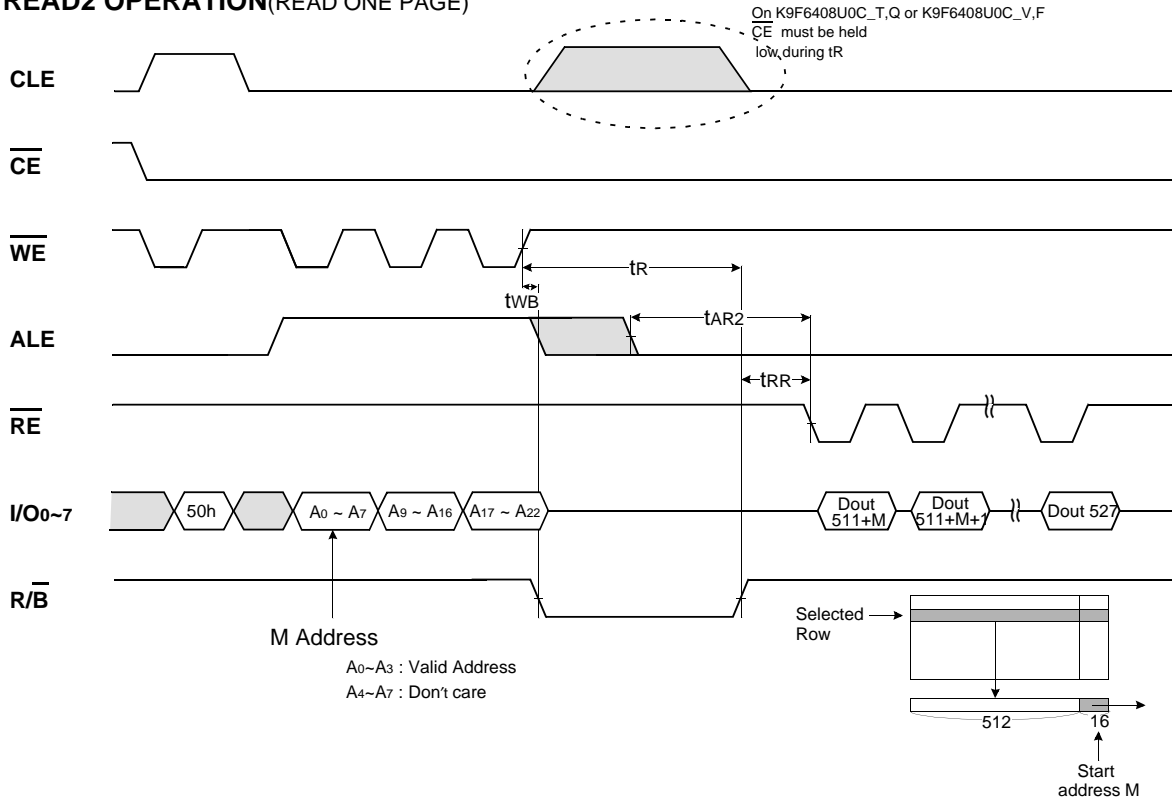 READ2 OPERATION(READ ONE PAGE)
On K9F6408U0C_T,Q or K9F6408U0C_V,F
CE must be held
low during tR
CLE
CE
WE
tR
tWB
ALE
tAR2
tRR
RE
I/O0~7
50h
A0 ~ A7
A9 ~ A16
A17 ~ A22
Dout
511+M
Dout
511+M+1
Dout 527
R/B
M Address
A0~A3 : Valid Address
A4~A7 : Don't care
Selected
Row
512
16
Start
address M